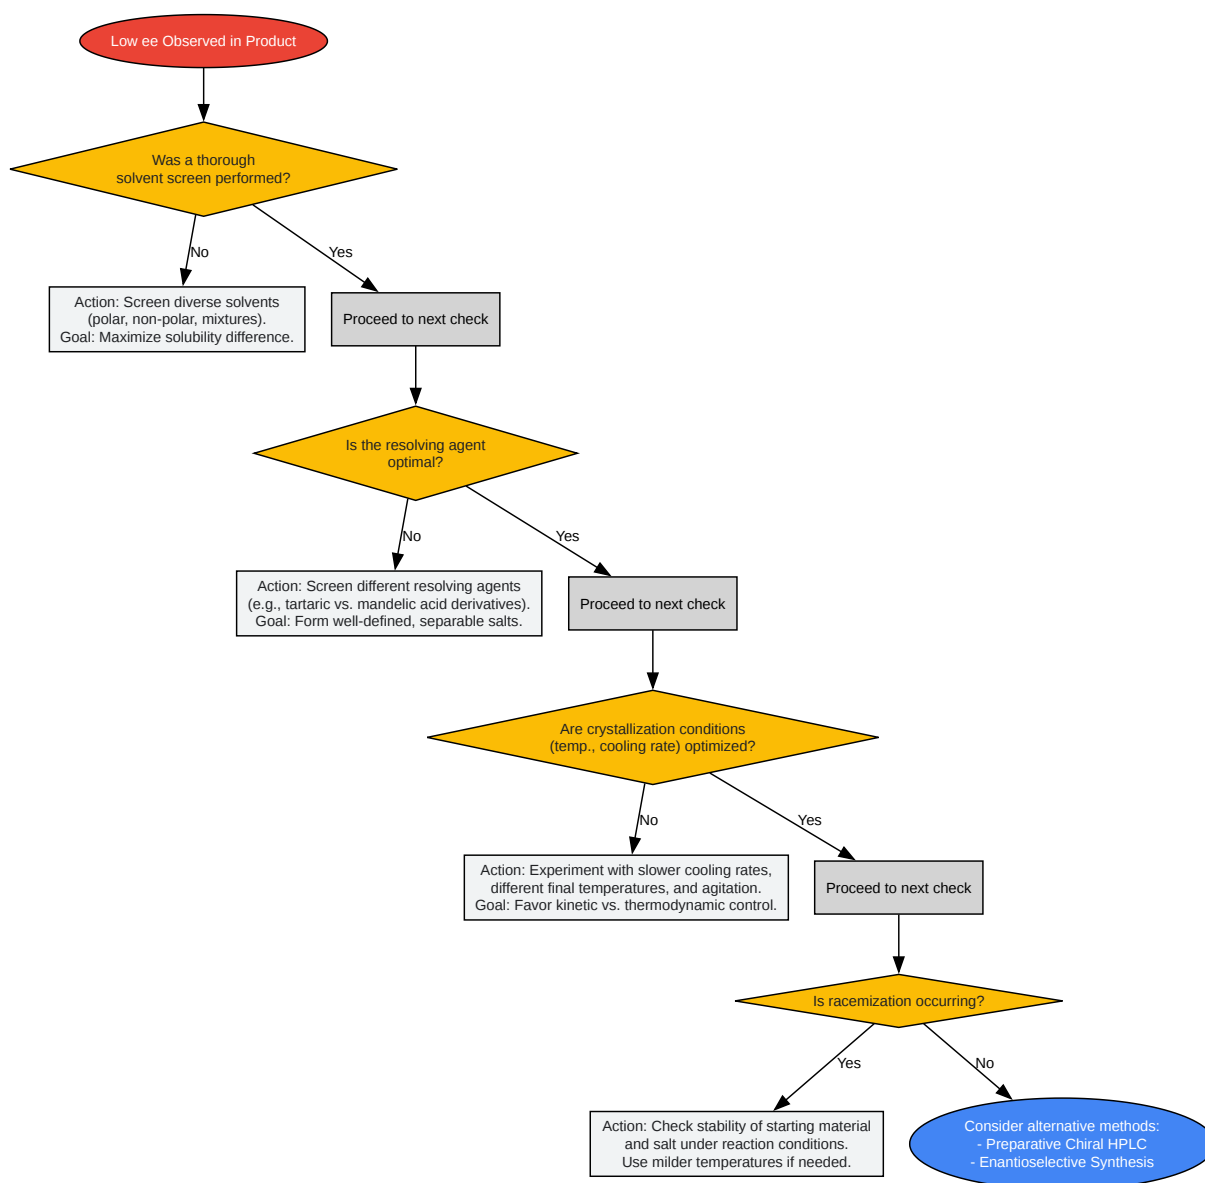 Low ee Observed in Product
Was a thorough
solvent screen performed?
No
Yes
Action: Screen diverse solvents
(polar, non-polar, mixtures).
Goal: Maximize solubility difference.
Proceed to next check
Is the resolving agent
optimal?
No
Yes
Action: Screen different resolving agents
(e.g., tartaric vs. mandelic acid derivatives).
Goal: Form well-defined, separable salts.
Proceed to next check
Are crystallization conditions
(temp., cooling rate) optimized?
No
Yes
Action: Experiment with slower cooling rates,
different final temperatures, and agitation.
Goal: Favor kinetic vs. thermodynamic control.
Proceed to next check
Is racemization occurring?
Yes
No
Action: Check stability of starting material
and salt under reaction conditions.
Use milder temperatures if needed.
Consider alternative methods:
- Preparative Chiral HPLC
- Enantioselective Synthesis